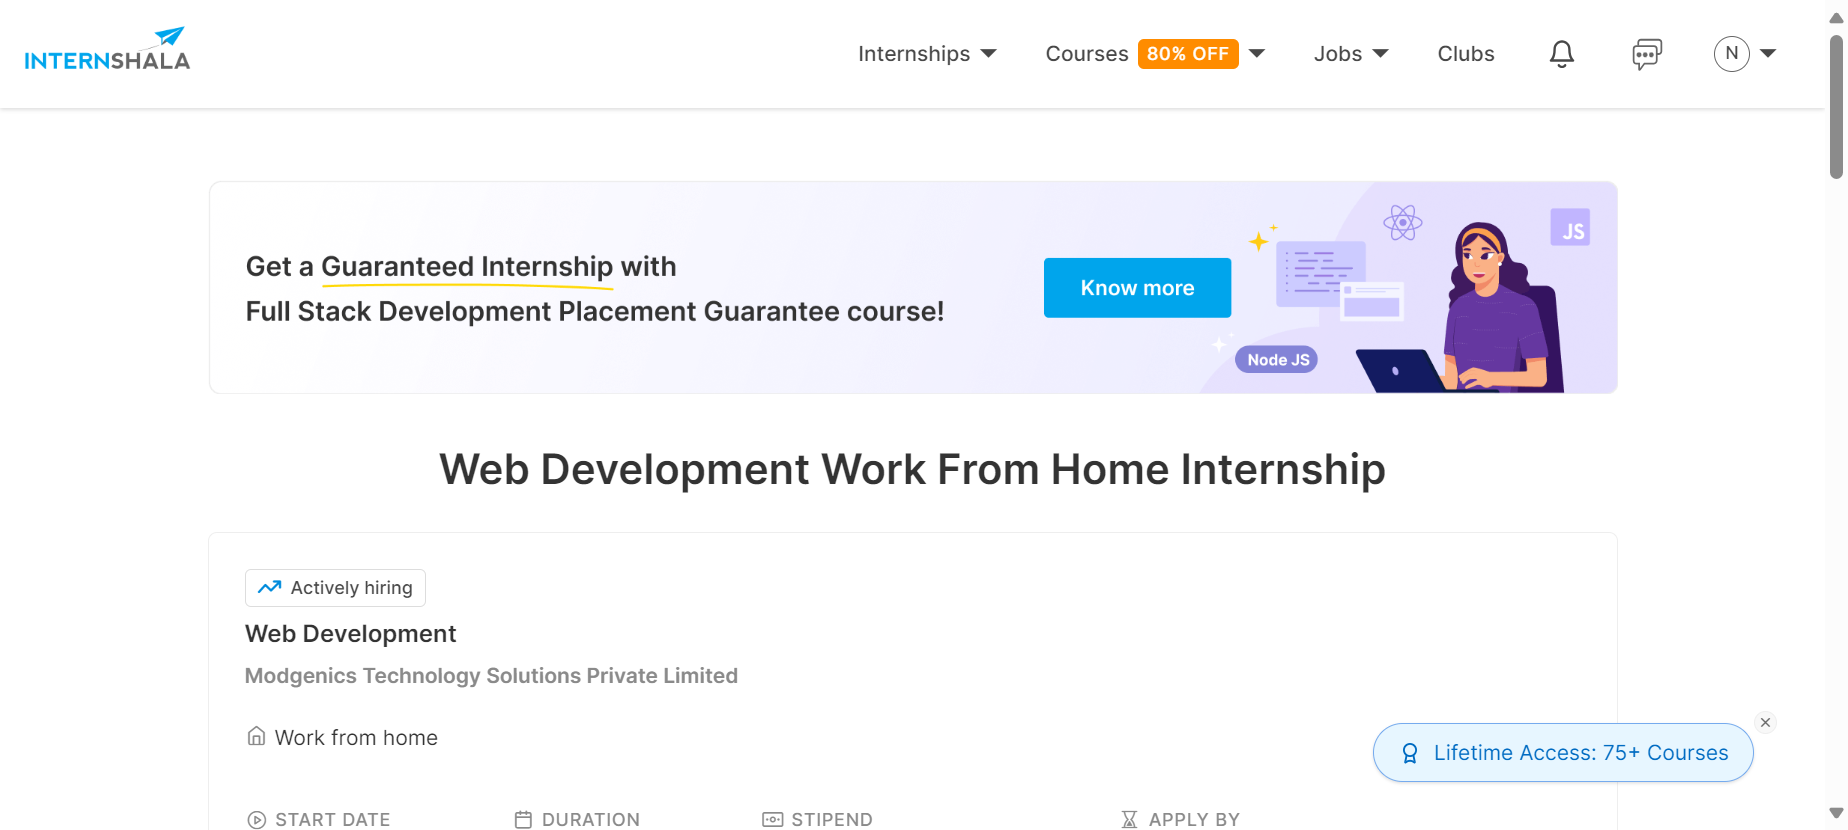 INTERNSHALA
Internships
Courses 80% OFF
Jobs
Clubs
N
Get a Guaranteed Internship with
Full Stack Development Placement Guarantee course!
Know more
JS
Node JS
Web Development Work From Home Internship
Actively hiring
Web Development
Modgenics Technology Solutions Private Limited
Work from home
Lifetime Access: 75+ Courses
START DATE
DURATION
STIPEND
APPLY BY